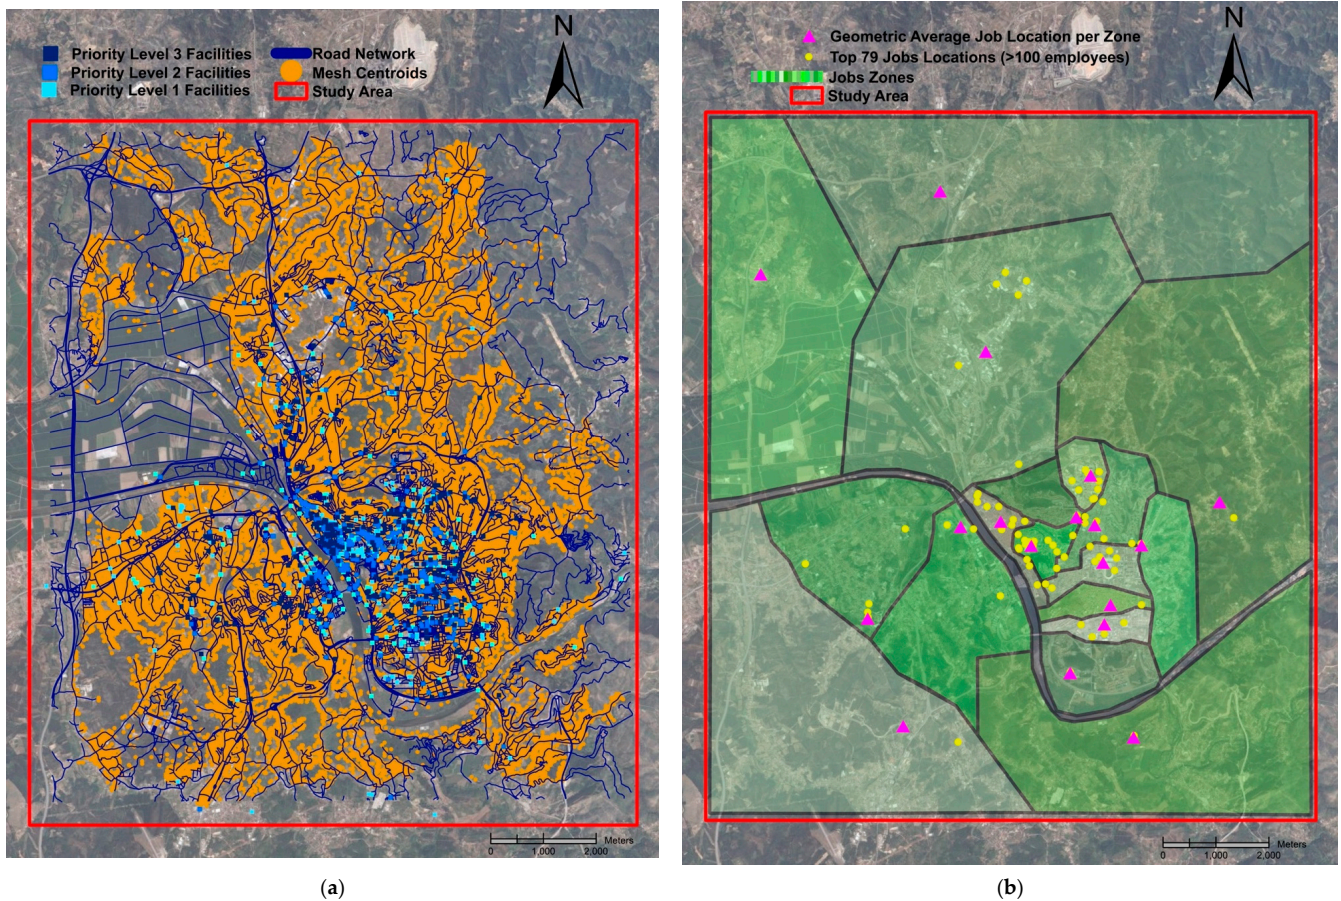 N
Priority Level 3 Facilities Road Network
Priority Level 2 Facilities Mesh Centroids
Priority Level 1 Facilities Study Area
Meters
0 1,000 2,000
(a)
N
Geometric Average Job Location per Zone
Top 79 Jobs Locations (>100 employees)
Jobs Zones
Study Area
Meters
0 1,000 2,000
(b)